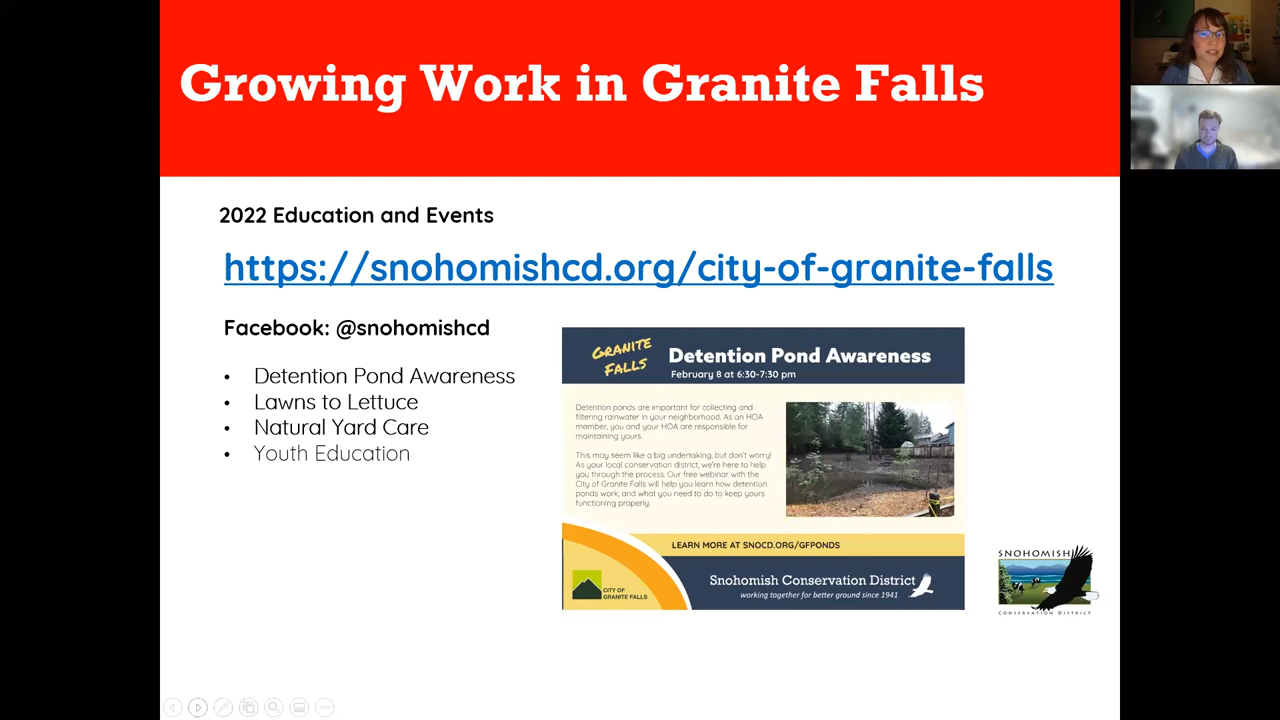 Growing Work in Granite Falls
2022 Education and Events
https://snohomishcd.org/city-of-granite-falls
Facebook: @snohomishcd
• Detention Pond Awareness
• Lawns to Lettuce
• Natural Yard Care
• Youth Education
GRANITE
FALLS
Detention Pond Awareness
February 8 at 6:30-7:30 pm
Detention ponds are important for collecting and
filtering rainwater in your neighborhood. As an HOA
member, you and your HOA are responsible for
maintaining yours.
This may seem like a big undertaking, but don't worry!
As your local conservation district, we're here to help
you through the process. Our free webinar with the
City of Granite Falls will help you learn how detention
ponds work, and what you need to do to keep yours
functioning properly.
LEARN MORE AT SNOCD.ORG/GFPONDS
CITY OF
GRANITE FALLS
Snohomish Conservation District
working together for better ground since 1941
SNOHOMISH
CONSERVATION DISTRICT